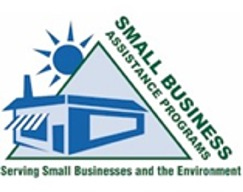 SMALL BUSINESS
ASSISTANCE PROGRAMS
Serving Small Businesses and the Environment